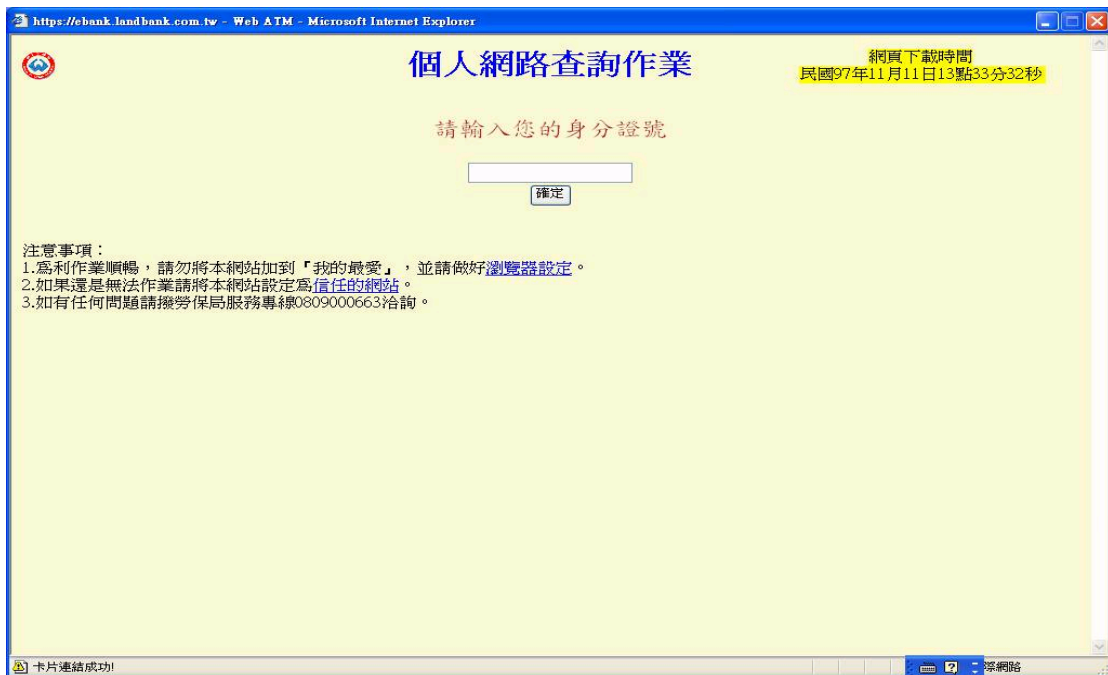 https://ebank.landbank.com.tw - Web ATM - Microsoft Internet Explorer
個人網路查詢作業
網頁下載時間
民國97年11月11日13點33分32秒
請輸入您的身分證號
確定
注意事項：
1.為利作業順暢，請勿將本網站加到『我的最愛』，並請做好瀏覽器設定。
2.如果還是無法作業請將本網站設定為信任的網站。
3.如有任何問題請撥勞保局服務專線0809000663洽詢。
卡片連結成功!
際網路